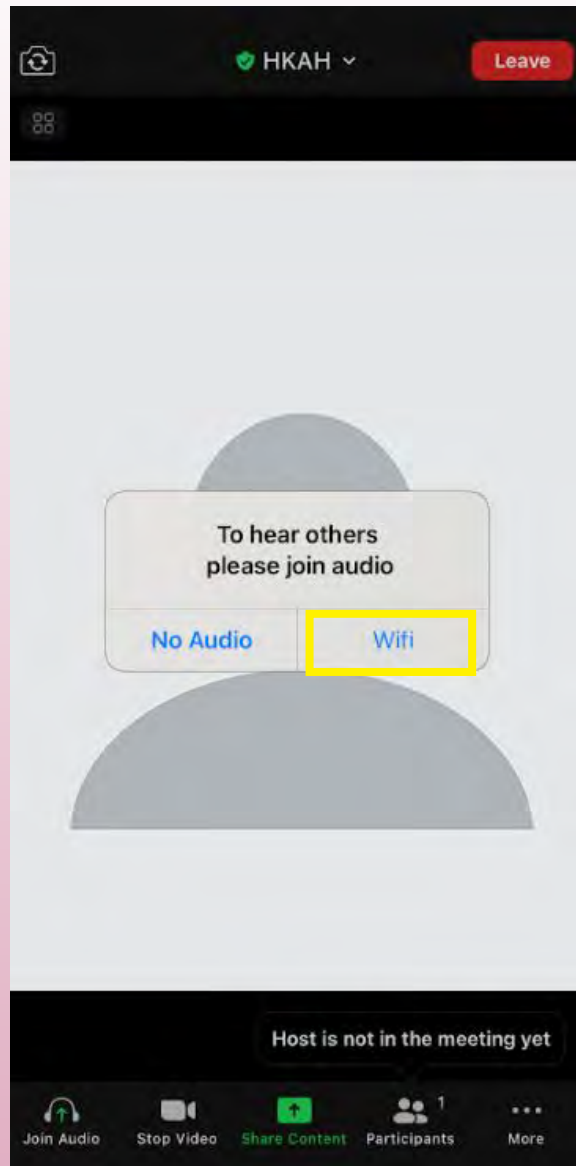 HKAH
Leave
To hear others
please join audio
No Audio
Wifi
Host is not in the meeting yet
1
Join Audio
Stop Video
Share Content
Participants
More